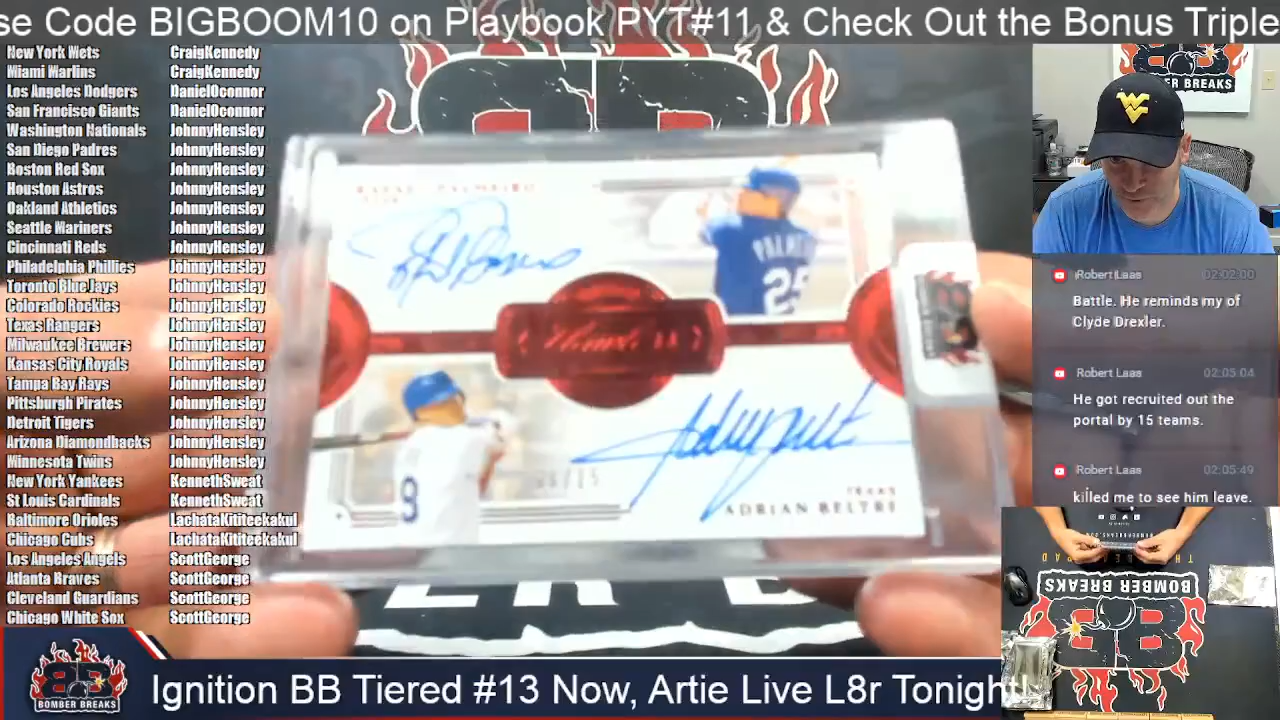 se Code BIGBOOM10 on Playbook PYT#11 & Check Out the Bonus Triple
New York Mets CraigKennedy
Miami Marlins CraigKennedy
Los Angeles Dodgers DanielOconnor
San Francisco Giants DanielOconnor
Washington Nationals JohnnyHensley
San Diego Padres JohnnyHensley
Boston Red Sox JohnnyHensley
Houston Astros JohnnyHensley
Oakland Athletics JohnnyHensley
Seattle Mariners JohnnyHensley
Cincinnati Reds JohnnyHensley
Philadelphia Phillies JohnnyHensley
Toronto BlueJays JohnnyHensley
Colorado Rockies JohnnyHensley
Texas Rangers JohnnyHensley
Milwaukee Brewers JohnnyHensley
Kansas City Royals JohnnyHensley
Tampa Bay Rays JohnnyHensley
Pittsburgh Pirates JohnnyHensley
Detroit Tigers JohnnyHensley
Arizona Diamondbacks JohnnyHensley
Minnesota Twins JohnnyHensley
New York Yankees KennethSweat
St Louis Cardinals KennethSweat
Baltimore Orioles LachataKititeekakul
Chicago Cubs LachataKititeekakul
Los Angeles Angels ScottGeorge
Atlanta Braves ScottGeorge
Cleveland Guardians ScottGeorge
Chicago White Sox ScottGeorge
RAFAEL PALMEIRO
PALME
25
9
TEXAS
ADRIAN BELTRE
BER BREAKS
Robert Laas 02:02:00
Battle. He reminds my of
Clyde Drexler.
Robert Laas 02:05:04
He got recruited out the
portal by 15 teams.
Robert Laas 02:05:49
killed me to see him leave.
BOMBER BREAKS
BOMBER BREAKS
Ignition BB Tiered #13 Now, Artie Live L8r Tonight!